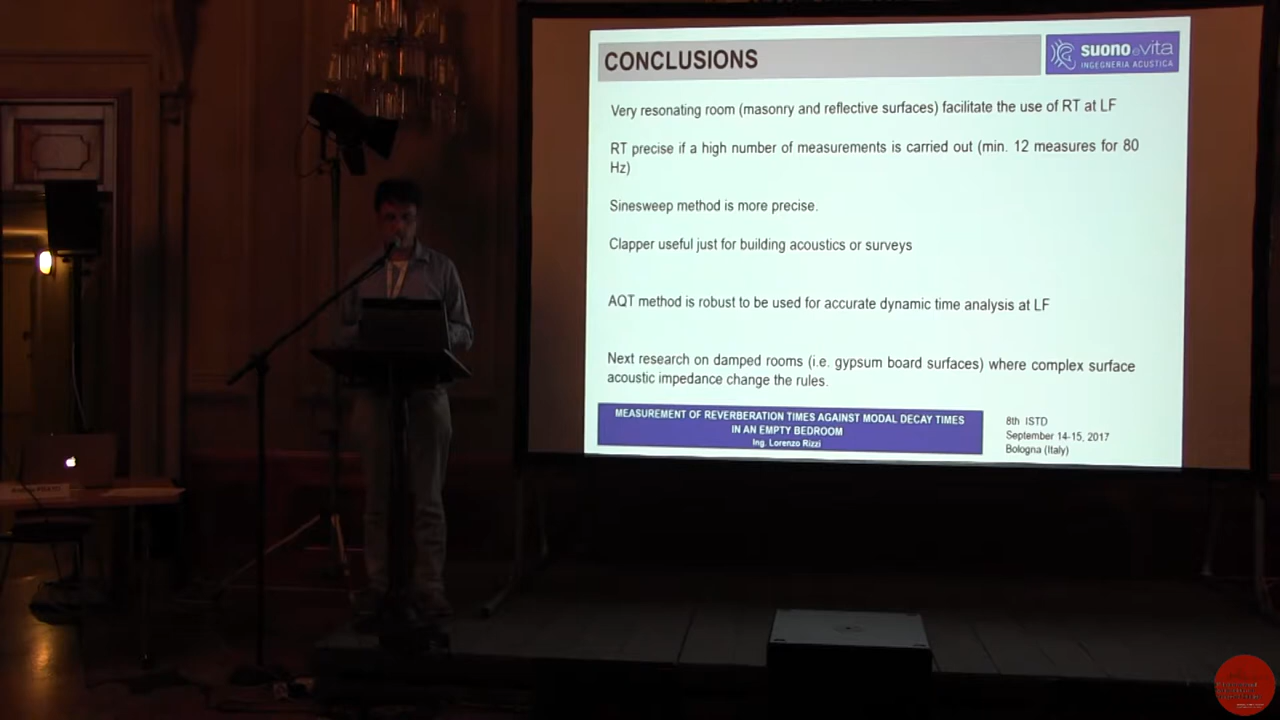 CONCLUSIONS
suono e vita
INGEGNERIA ACUSTICA
Very resonating room (masonry and reflective surfaces) facilitate the use of RT at LF
RT precise if a high number of measurements is carried out (min. 12 measures for 80
Hz)
Sinesweep method is more precise.
Clapper useful just for building acoustics or surveys
AQT method is robust to be used for accurate dynamic time analysis at LF
Next research on damped rooms (i.e. gypsum board surfaces) where complex surface
acoustic impedance change the rules.
MEASUREMENT OF REVERBERATION TIMES AGAINST MODAL DECAY TIMES
IN AN EMPTY BEDROOM
Ing. Lorenzo Rizzi
8th ISTD
September 14-15, 2017
Bologna (Italy)